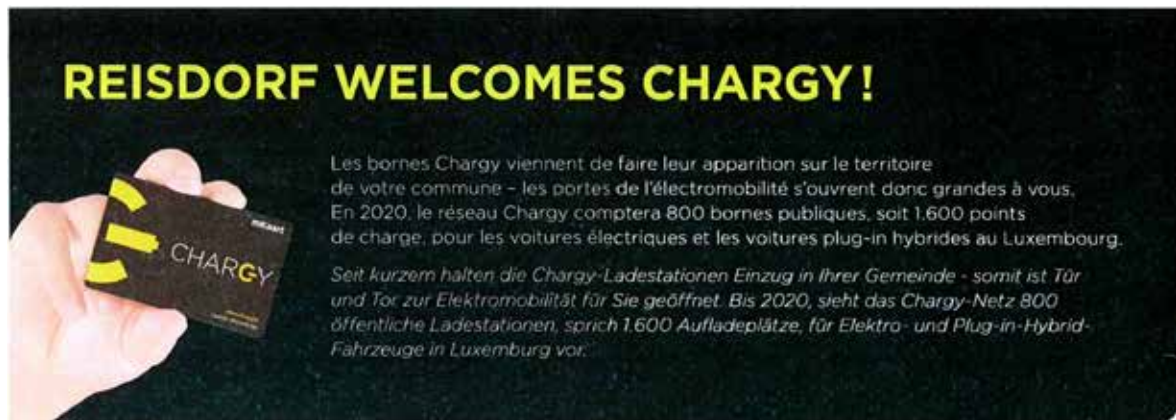 REISDORF WELCOMES CHARGY!
Les bornes Chargy viennent de faire leur apparition sur le territoire
de votre commune – les portes de l'électromobilité s'ouvrent donc grandes à vous.
En 2020, le réseau Chargy comptera 800 bornes publiques, soit 1.600 points
de charge, pour les voitures électriques et les voitures plug-in hybrides au Luxembourg.
Seit kurzem halten die Chargy-Ladestationen Einzug in Ihrer Gemeinde - somit ist Tür
und Tor zur Elektromobilität für Sie geöffnet. Bis 2020, sieht das Chargy-Netz 800
öffentliche Ladestationen, sprich 1.600 Aufladeplätze, für Elektro- und Plug-in-Hybrid-
Fahrzeuge in Luxemburg vor.
mKaart
CHARGY